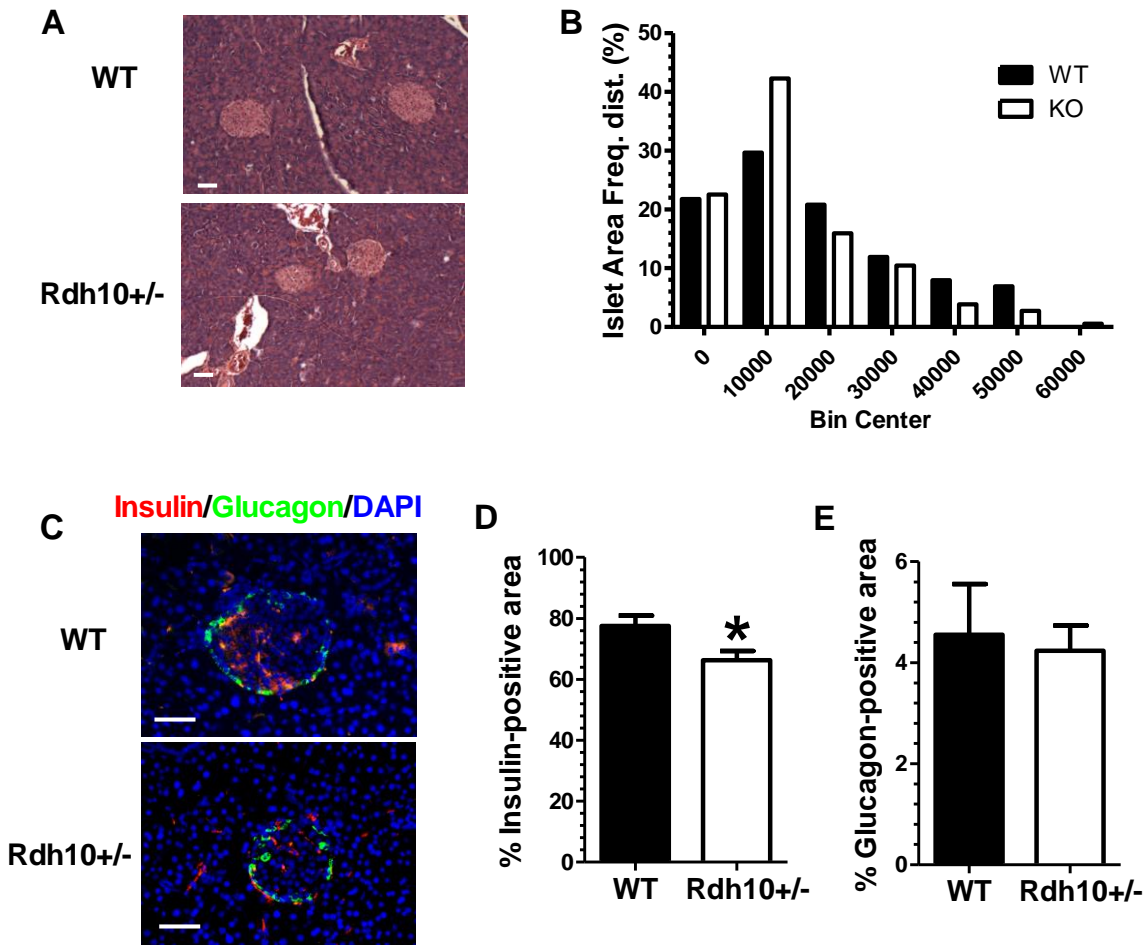 A
WT
Rdh10+/-
B
Islet Area Freq. dist. (%)
50
40
30
20
10
0
WT
KO
0
10000
20000
30000
40000
50000
60000
Bin Center
C
Insulin/Glucagon/DAPI
WT
Rdh10+/-
D
% Insulin-positive area
100
80
60
40
20
0
*
WT
Rdh10+/-
E
% Glucagon-positive area
6
4
2
0
WT
Rdh10+/-